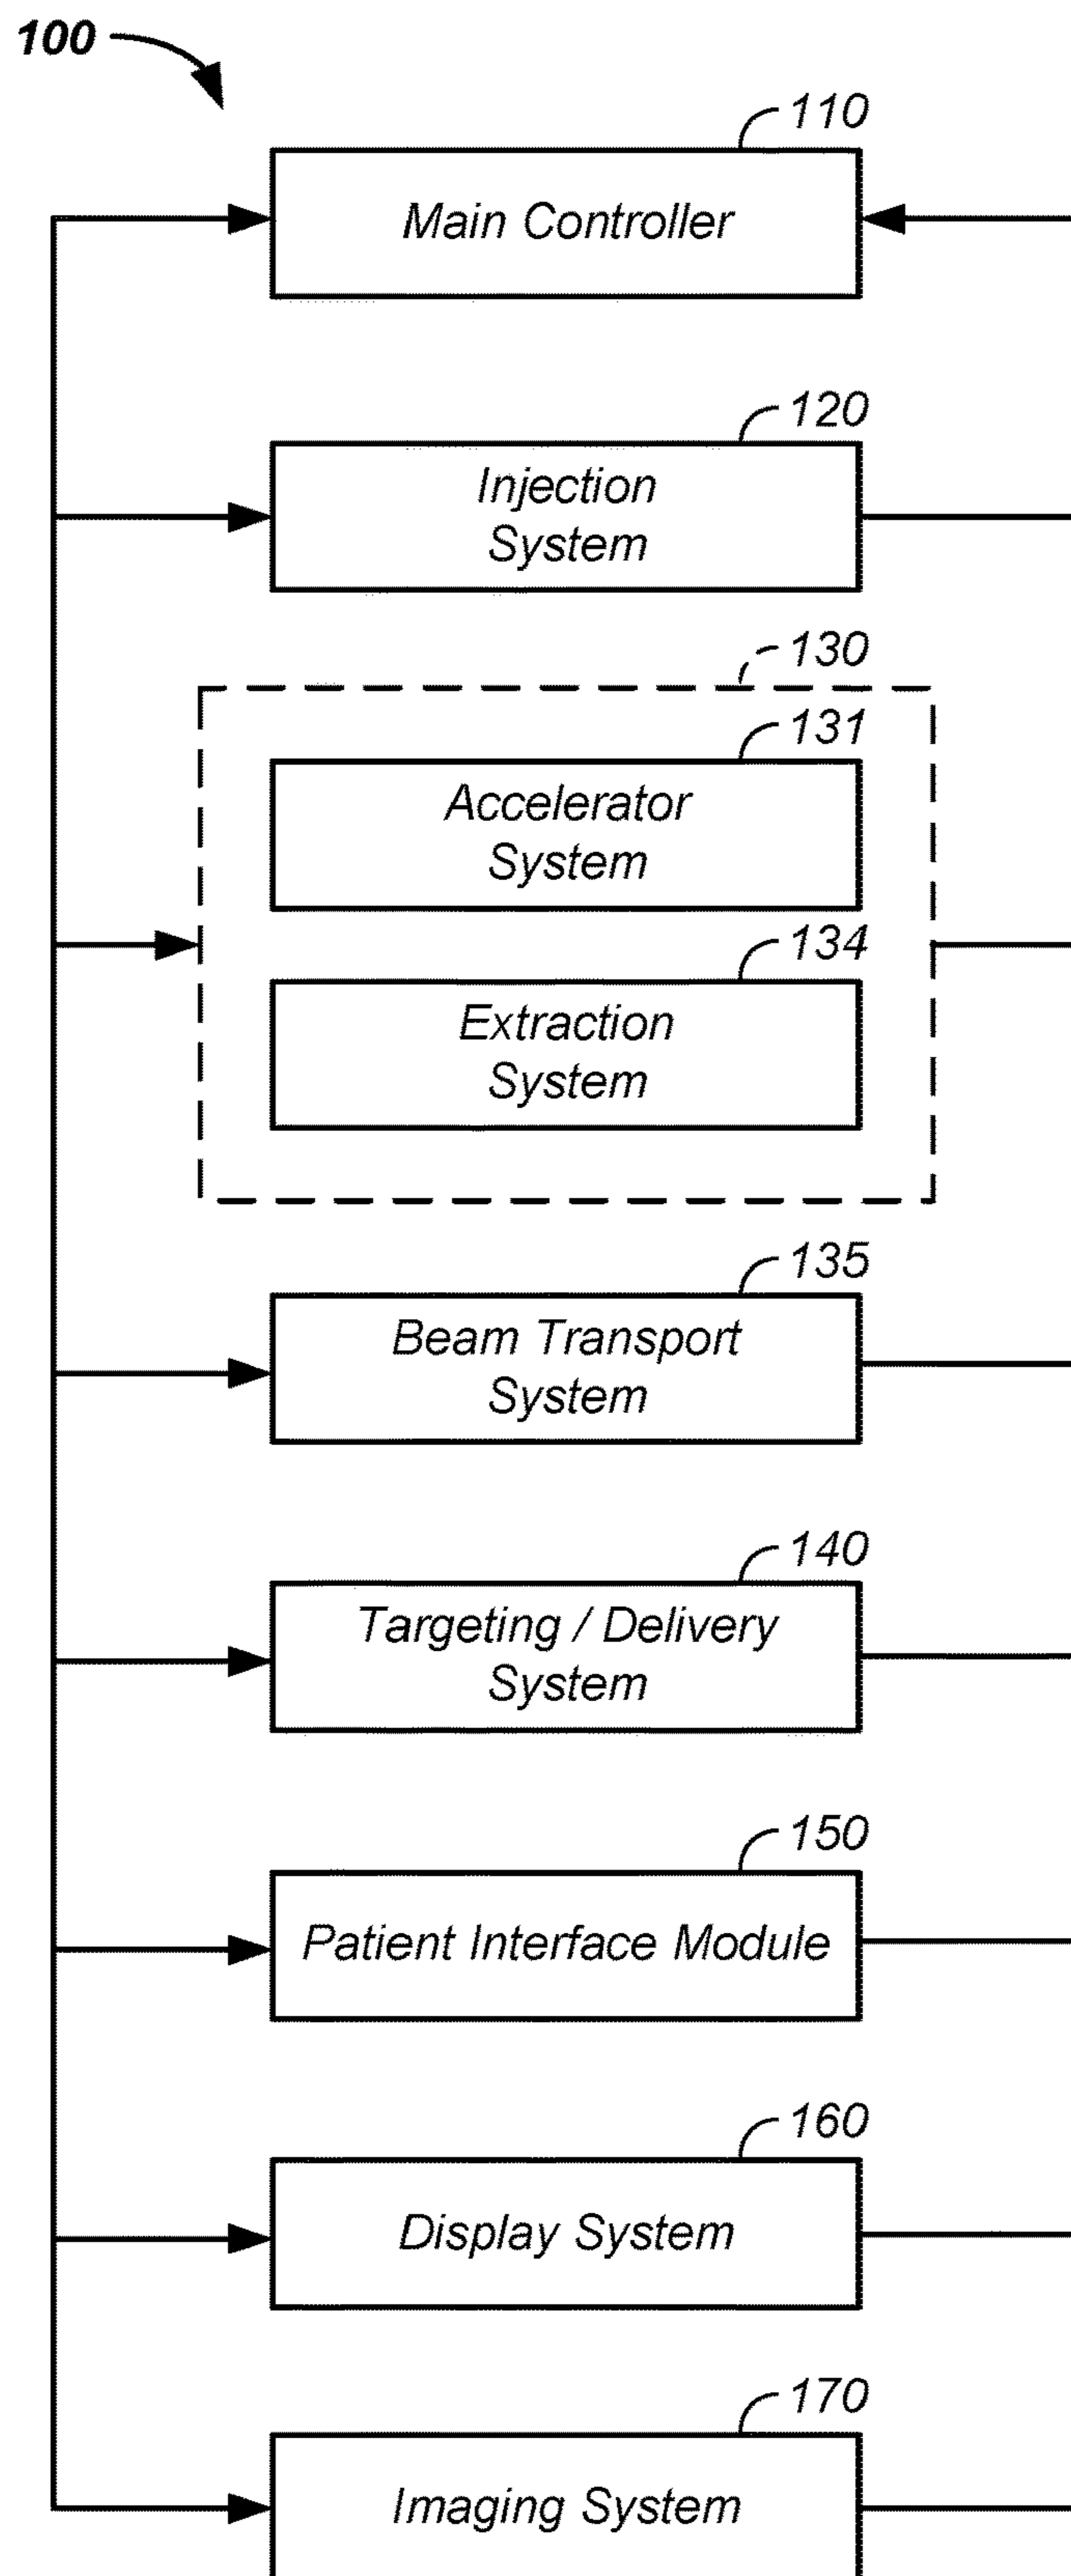 100
110
Main Controller
120
Injection
System
130
131
Accelerator
System
134
Extraction
System
135
Beam Transport
System
140
Targeting / Delivery
System
150
Patient Interface Module
160
Display System
170
Imaging System